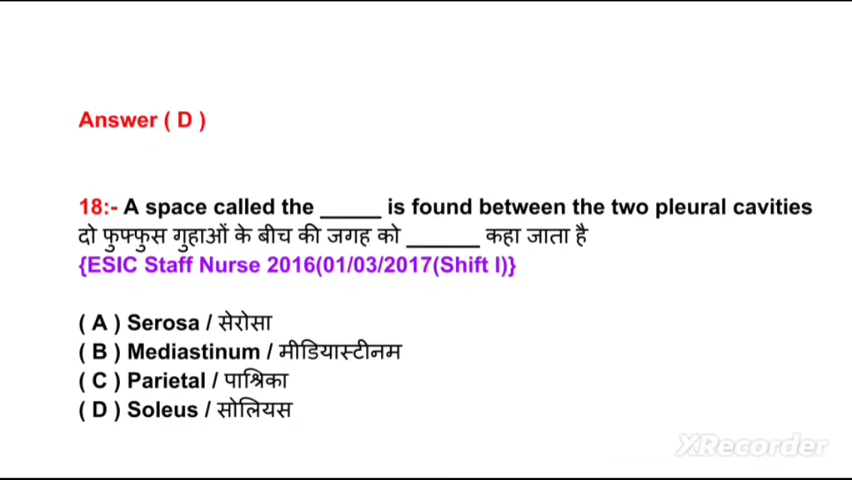 Answer ( D )
18:- A space called the _____ is found between the two pleural cavities
दो फुफ्फुस गुहाओं के बीच की जगह को _______ कहा जाता है
{ESIC Staff Nurse 2016(01/03/2017(Shift I)}
( A ) Serosa / सेरोसा
( B ) Mediastinum / मीडियास्टीनम
( C ) Parietal / पाश्रिका
( D ) Soleus / सोलियस
XRecorder